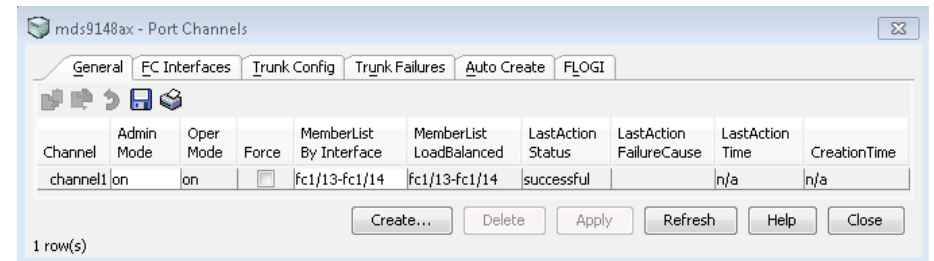 mds9148ax - Port Channels
General FC Interfaces Trunk Config Trunk Failures Auto Create FLOGI
Channel Admin Mode Oper Mode Force MemberList By Interface MemberList LoadBalanced LastAction Status LastAction FailureCause LastAction Time CreationTime
channel1 on on fc1/13-fc1/14 fc1/13-fc1/14 successful n/a n/a
Create... Delete Apply Refresh Help Close
1 row(s)